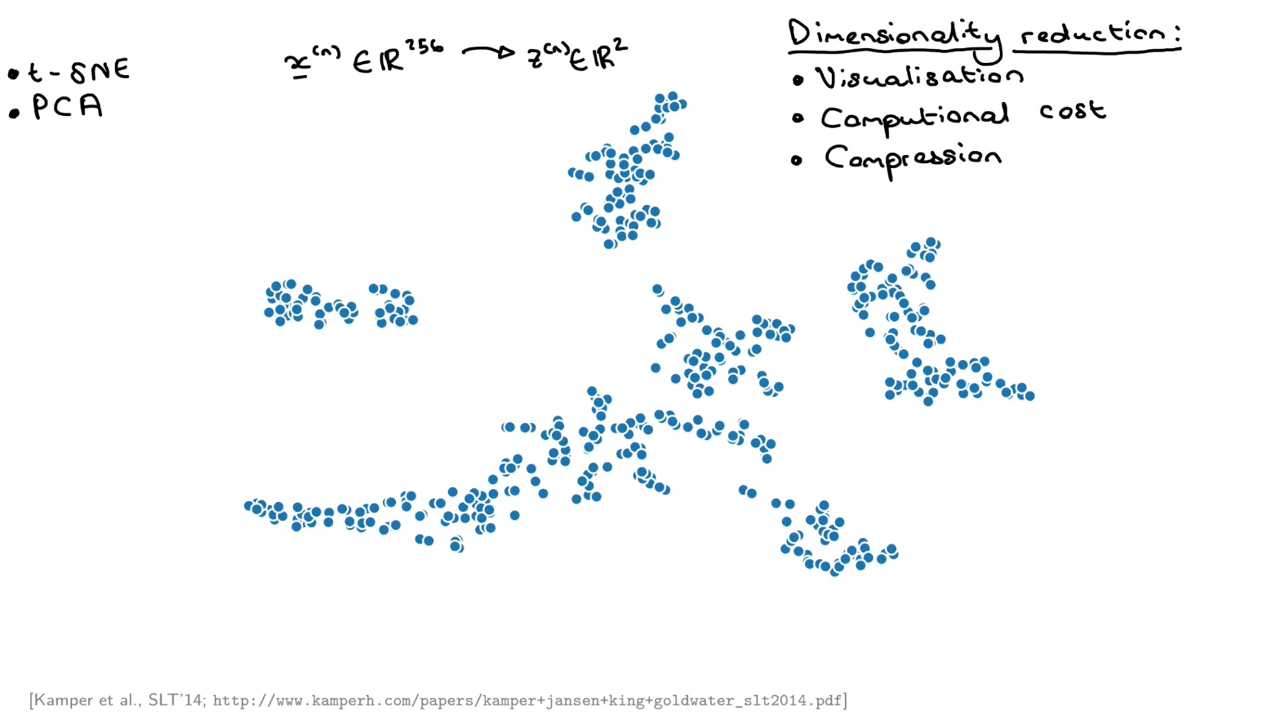 • t-SNE
• PCA
x^(n) ∈ ℝ^256 → z^(n) ∈ ℝ^2
Dimensionality reduction:
• Visualisation
• Computional cost
• Compression
[Kamper et al., SLT'14; http://www.kamperh.com/papers/kamper+jansen+king+goldwater_slt2014.pdf]